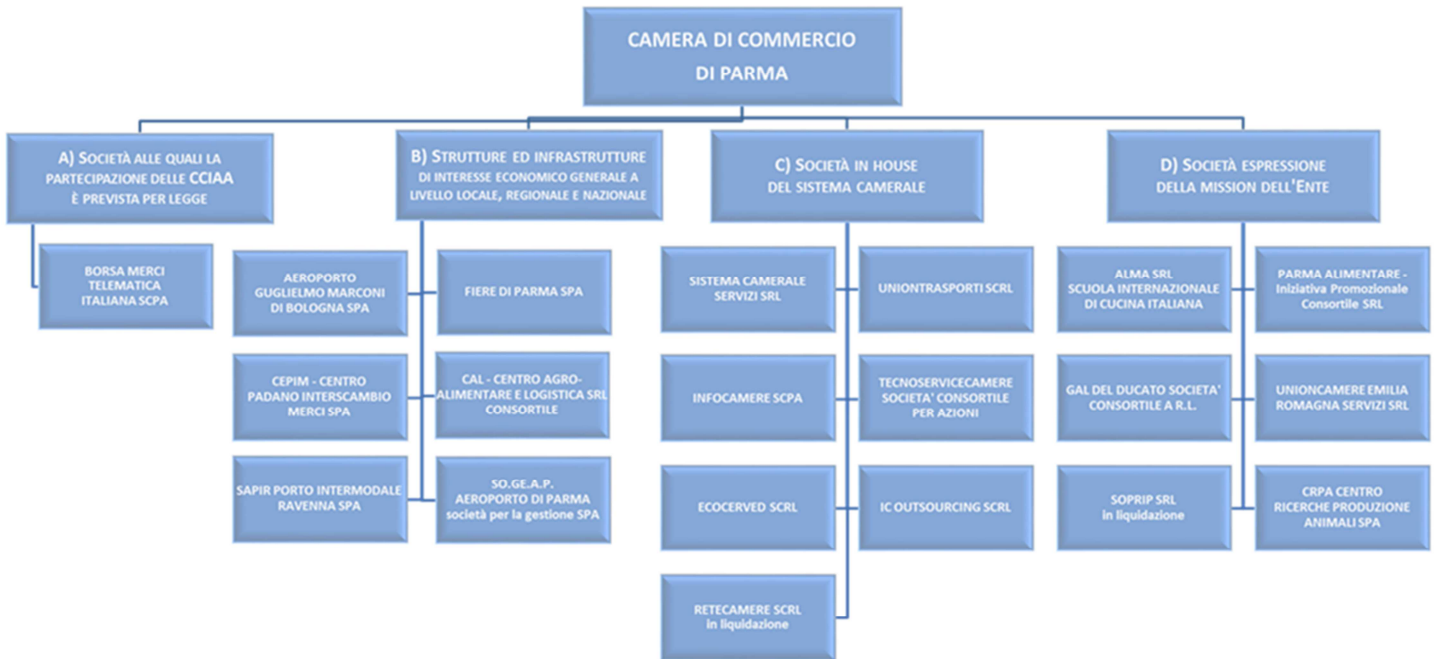 CAMERA DI COMMERCIO
DI PARMA
A) SOCIETÀ ALLE QUALI LA
PARTECIPAZIONE DELLE CCIAA
È PREVISTA PER LEGGE
BORSA MERCI
TELEMATICA
ITALIANA SCPA
B) STRUTTURE ED INFRASTRUTTURE
DI INTERESSE ECONOMICO GENERALE A
LIVELLO LOCALE, REGIONALE E NAZIONALE
AEROPORTO
GUGLIELMO MARCONI
DI BOLOGNA SPA
FIERE DI PARMA SPA
CEPIM - CENTRO
PADANO INTERSCAMBIO
MERCI SPA
CAL - CENTRO AGRO-
ALIMENTARE E LOGISTICA SRL
CONSORTILE
SAPIR PORTO INTERMODALE
RAVENNA SPA
SO.GE.A.P.
AEROPORTO DI PARMA
società per la gestione SPA
C) SOCIETÀ IN HOUSE
DEL SISTEMA CAMERALE
SISTEMA CAMERALE
SERVIZI SRL
UNIONTRASPORTI SCRL
INFOCAMERE SCPA
TECNOSERVICECAMERE
SOCIETA' CONSORTILE
PER AZIONI
ECOCERVED SCRL
IC OUTSOURCING SCRL
RETECAMERE SCRL
in liquidazione
D) SOCIETÀ ESPRESSIONE
DELLA MISSION DELL'ENTE
ALMA SRL
SCUOLA INTERNAZIONALE
DI CUCINA ITALIANA
PARMA ALIMENTARE -
Iniziativa Promozionale
Consortile SRL
GAL DEL DUCATO SOCIETA'
CONSORTILE A R.L.
UNIONCAMERE EMILIA
ROMAGNA SERVIZI SRL
SOPRIP SRL
in liquidazione
CRPA CENTRO
RICERCHE PRODUZIONE
ANIMALI SPA